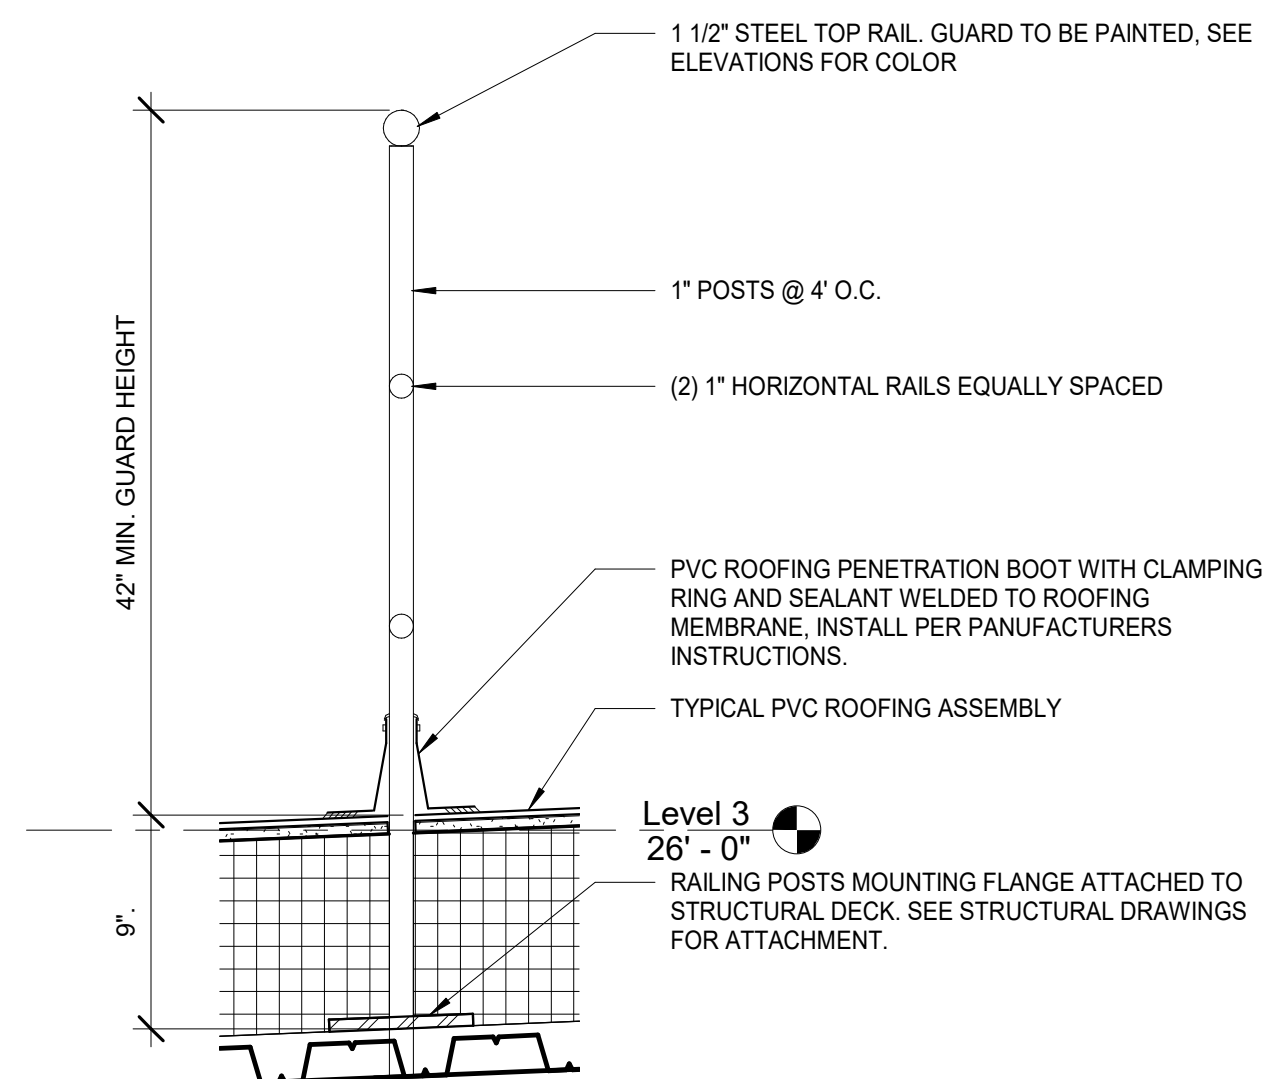 1 1/2" STEEL TOP RAIL. GUARD TO BE PAINTED, SEE
ELEVATIONS FOR COLOR
1" POSTS @ 4' O.C.
(2) 1" HORIZONTAL RAILS EQUALLY SPACED
42" MIN. GUARD HEIGHT
PVC ROOFING PENETRATION BOOT WITH CLAMPING
RING AND SEALANT WELDED TO ROOFING
MEMBRANE, INSTALL PER PANUFACTURERS
INSTRUCTIONS.
TYPICAL PVC ROOFING ASSEMBLY
Level 3
26' - 0"
9".
RAILING POSTS MOUNTING FLANGE ATTACHED TO
STRUCTURAL DECK. SEE STRUCTURAL DRAWINGS
FOR ATTACHMENT.